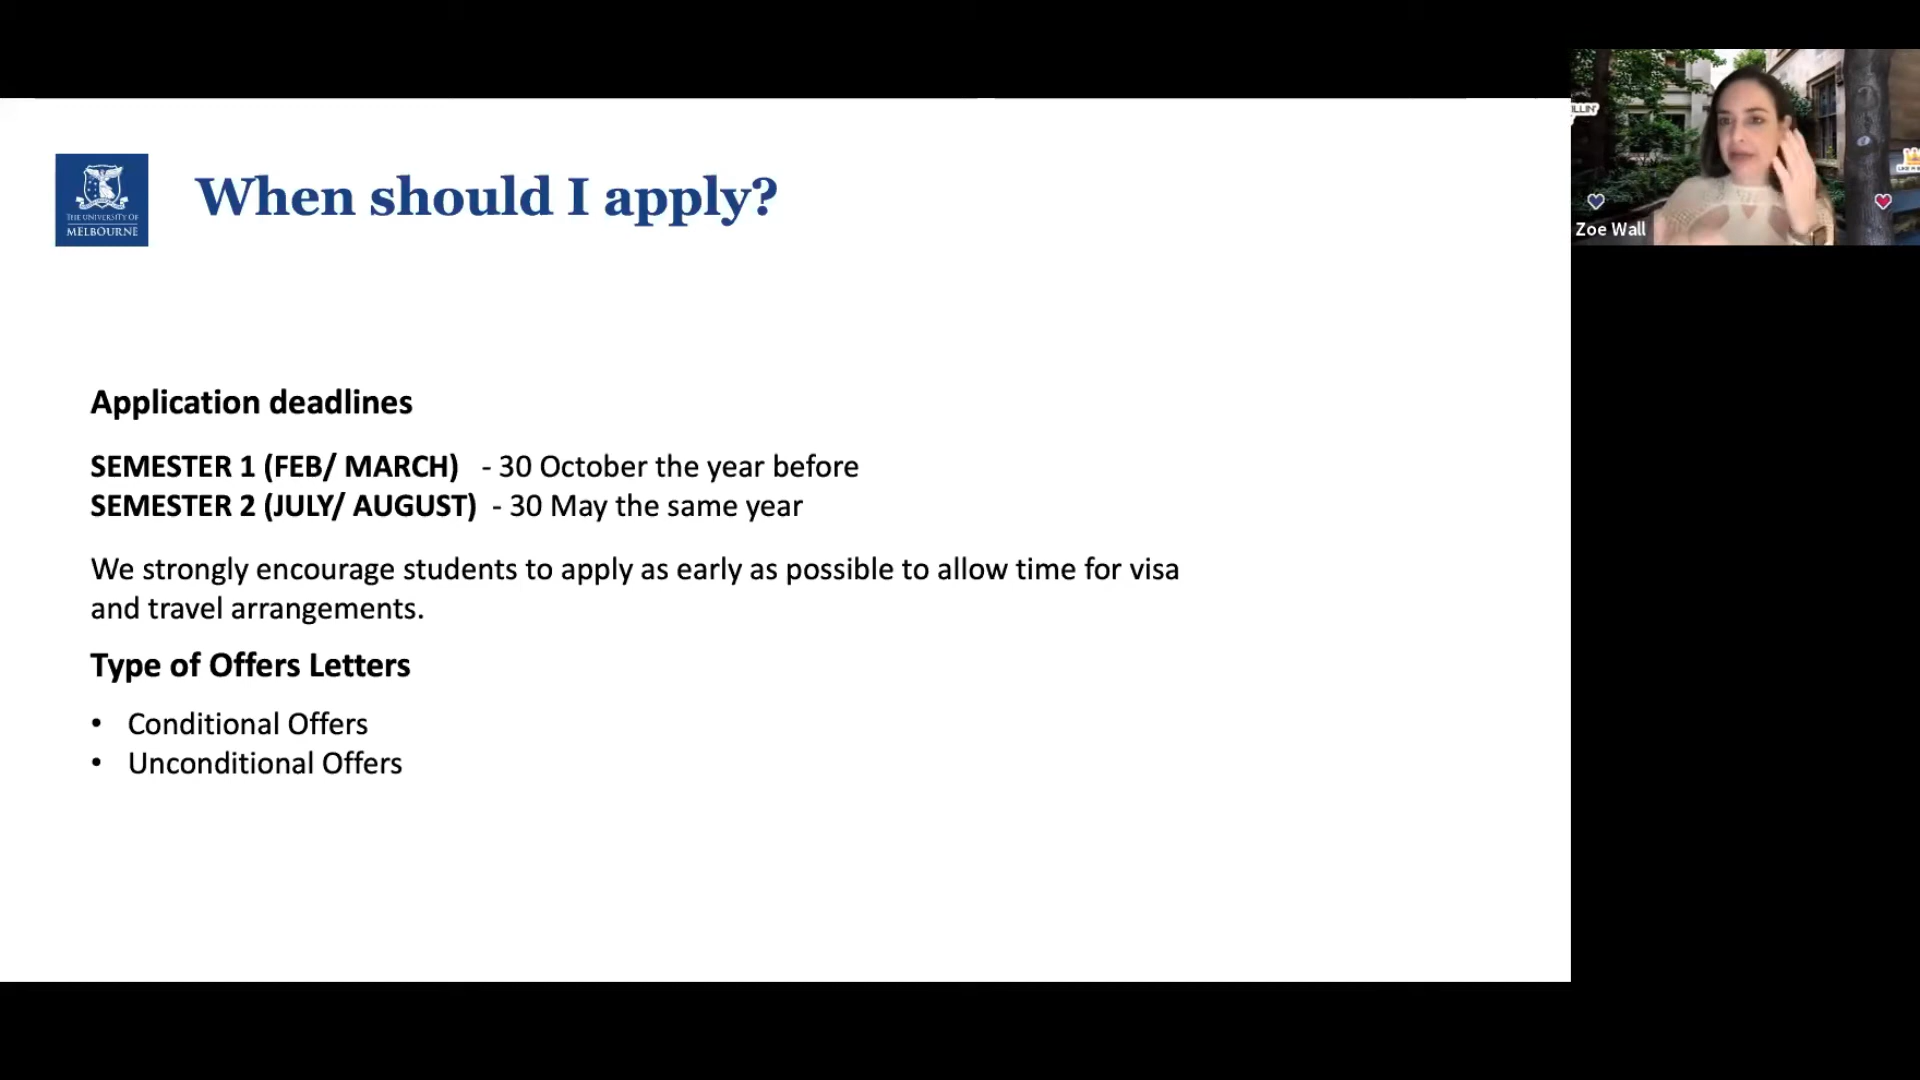 THE UNIVERSITY OF
MELBOURNE
When should I apply?
Application deadlines
SEMESTER 1 (FEB/ MARCH) - 30 October the year before
SEMESTER 2 (JULY/ AUGUST) - 30 May the same year
We strongly encourage students to apply as early as possible to allow time for visa
and travel arrangements.
Type of Offers Letters
• Conditional Offers
• Unconditional Offers
Zoe Wall